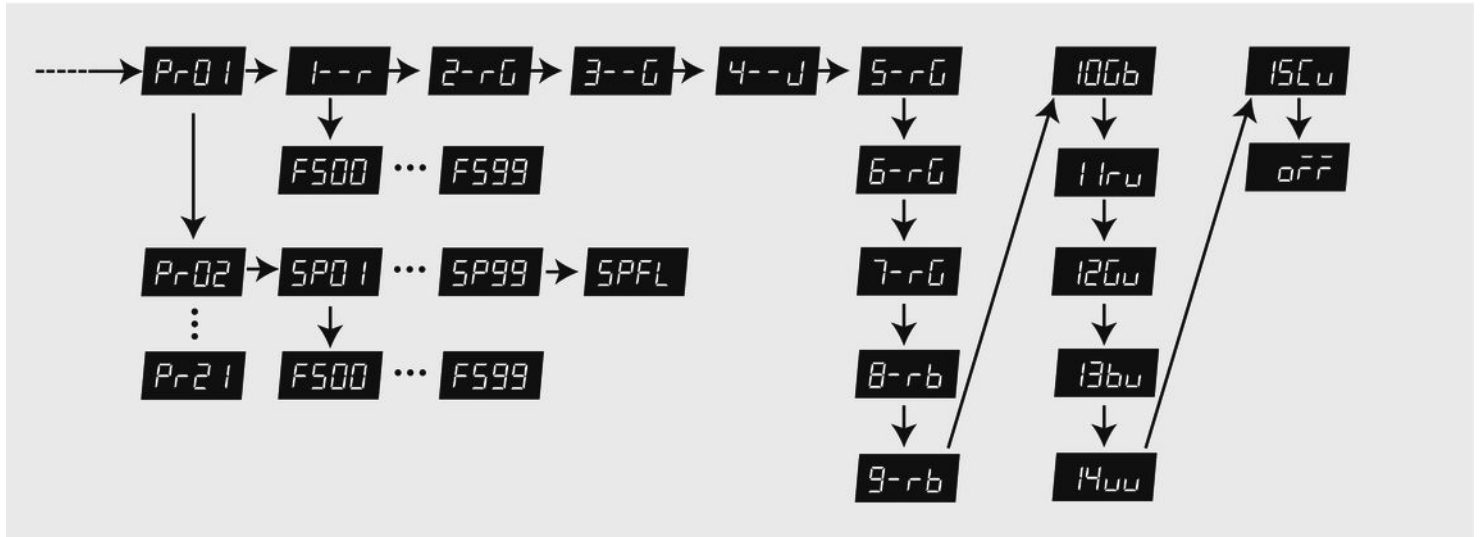 Pr01 1--r 2-rG 3--G 4--J 5-rG 10Gb 15Cu
FS00 ... FS99 6-rG 11ru off
Pr02 SP01 ... SP99 SPFL 7-rG 12Gu
Pr21 FS00 ... FS99 8-rb 13bu
9-rb 14uu